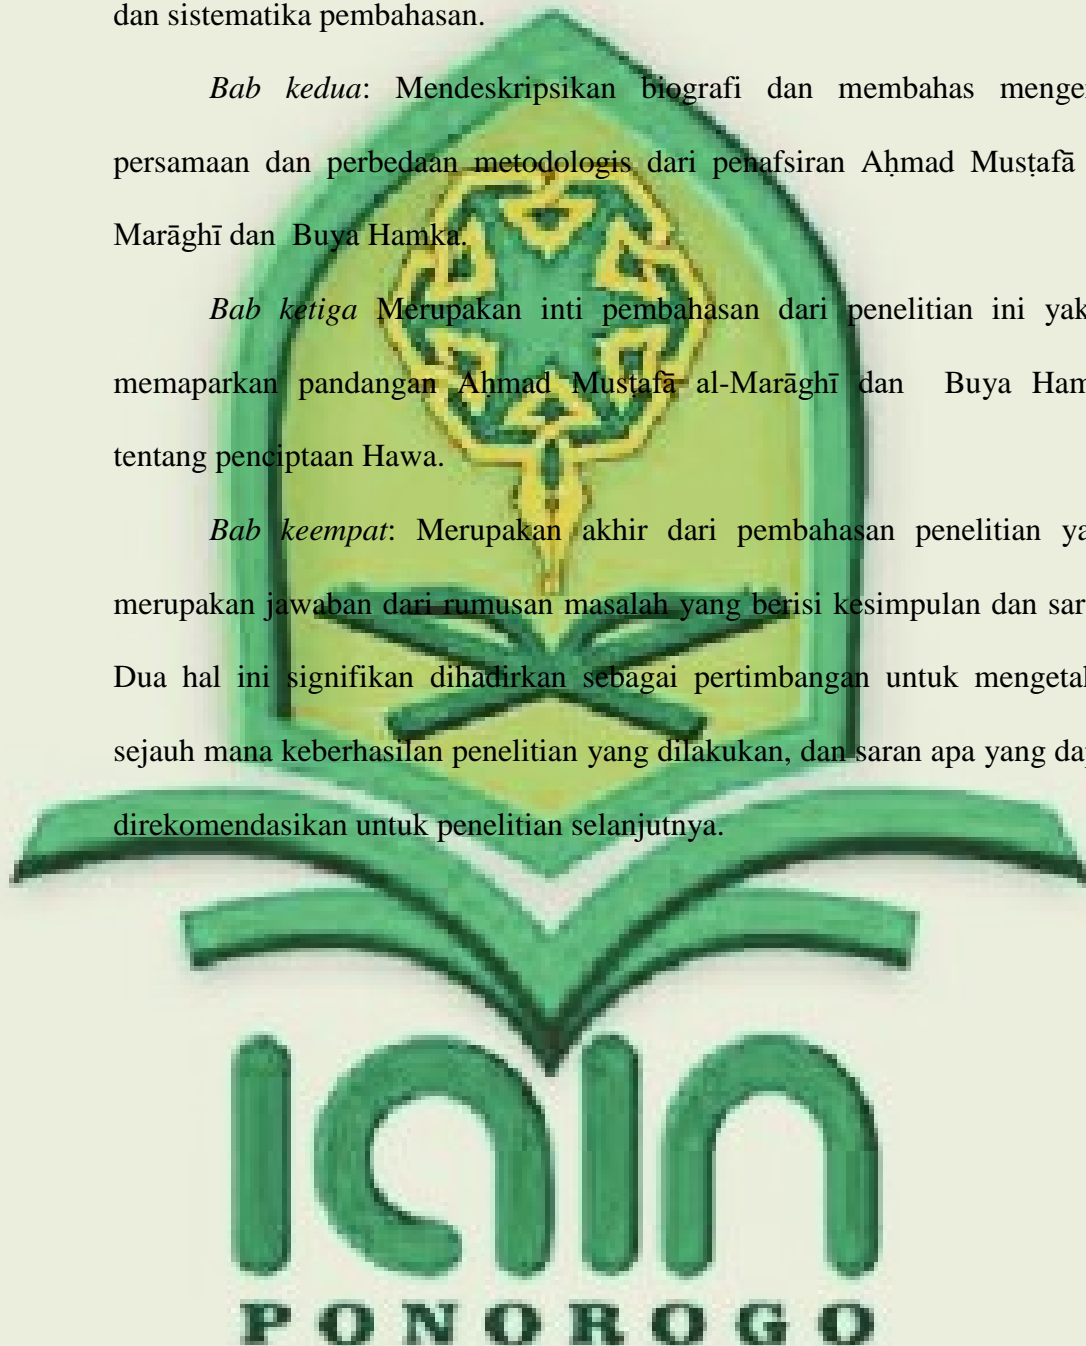 dan sistematika pembahasan.
Bab kedua: Mendeskripsikan biografi dan membahas menge
persamaan dan perbedaan metodologis dari penafsiran Aḥmad Muṣṭafā
Marāghī dan Buya Hamka.
Bab ketiga Merupakan inti pembahasan dari penelitian ini yak
memaparkan pandangan Aḥmad Muṣṭafā al-Marāghī dan Buya Ham
tentang penciptaan Hawa.
Bab keempat: Merupakan akhir dari pembahasan penelitian ya
merupakan jawaban dari rumusan masalah yang berisi kesimpulan dan sar
Dua hal ini signifikan dihadirkan sebagai pertimbangan untuk mengetah
sejauh mana keberhasilan penelitian yang dilakukan, dan saran apa yang da
direkomendasikan untuk penelitian selanjutnya.
iain
PONOROGO